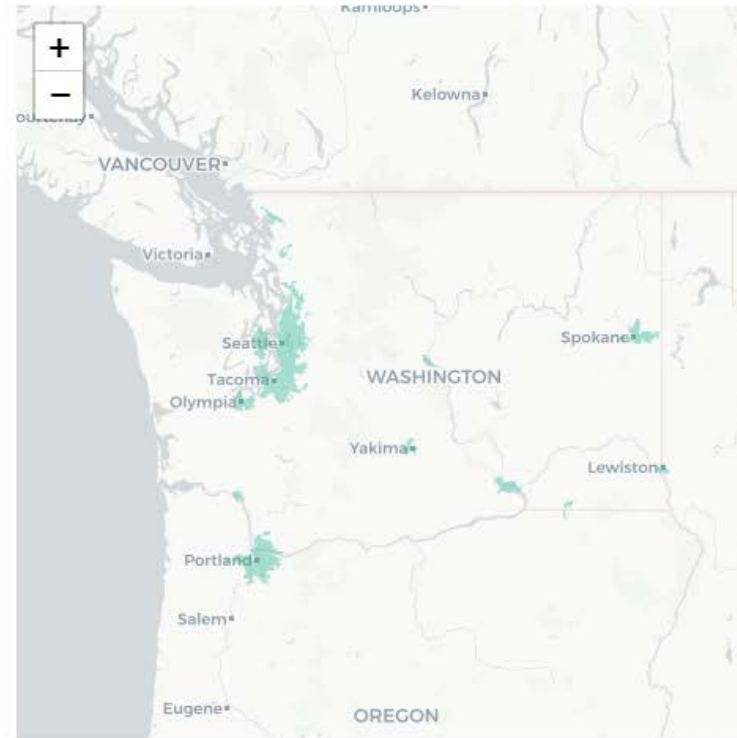 Kamloops
+
−
Kelowna
VANCOUVER
Victoria
Seattle
Spokane
Tacoma
WASHINGTON
Olympia
Yakima
Lewiston
Portland
Salem
Eugene
OREGON